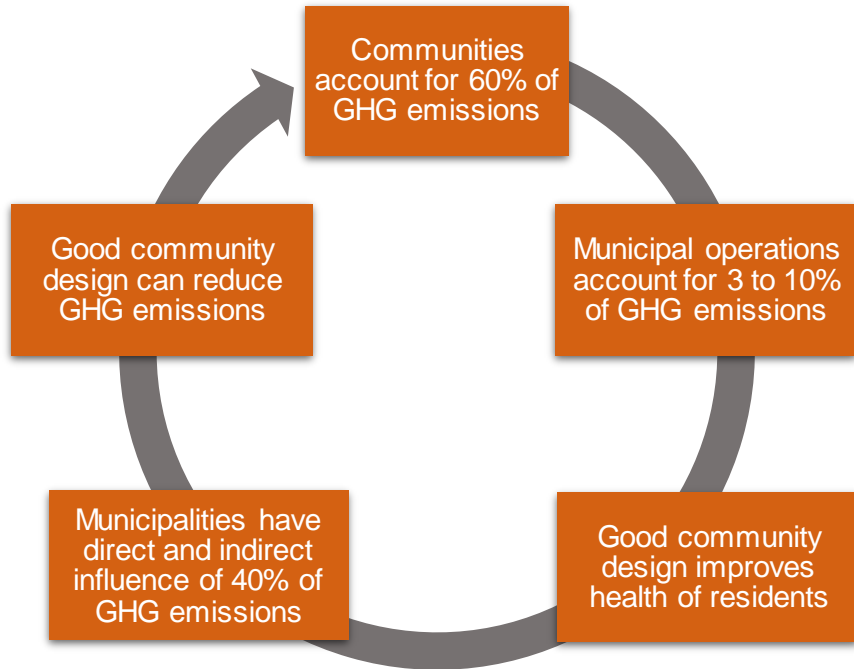 Communities
account for 60% of
GHG emissions
Municipal operations
account for 3 to 10%
of GHG emissions
Good community
design improves
health of residents
Municipalities have
direct and indirect
influence of 40% of
GHG emissions
Good community
design can reduce
GHG emissions